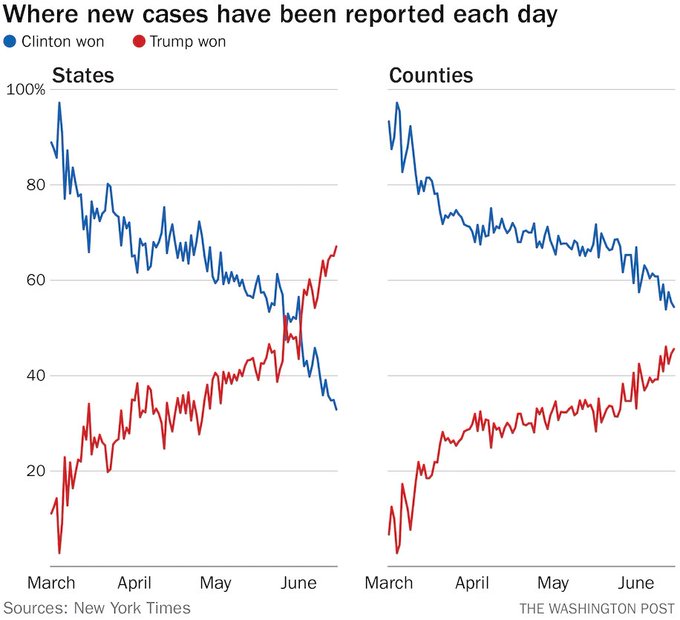 Where new cases have been reported each day
Clinton won
Trump won
States
Counties
100%
80
60
40
20
March April May June
March April May June
Sources: New York Times
THE WASHINGTON POST